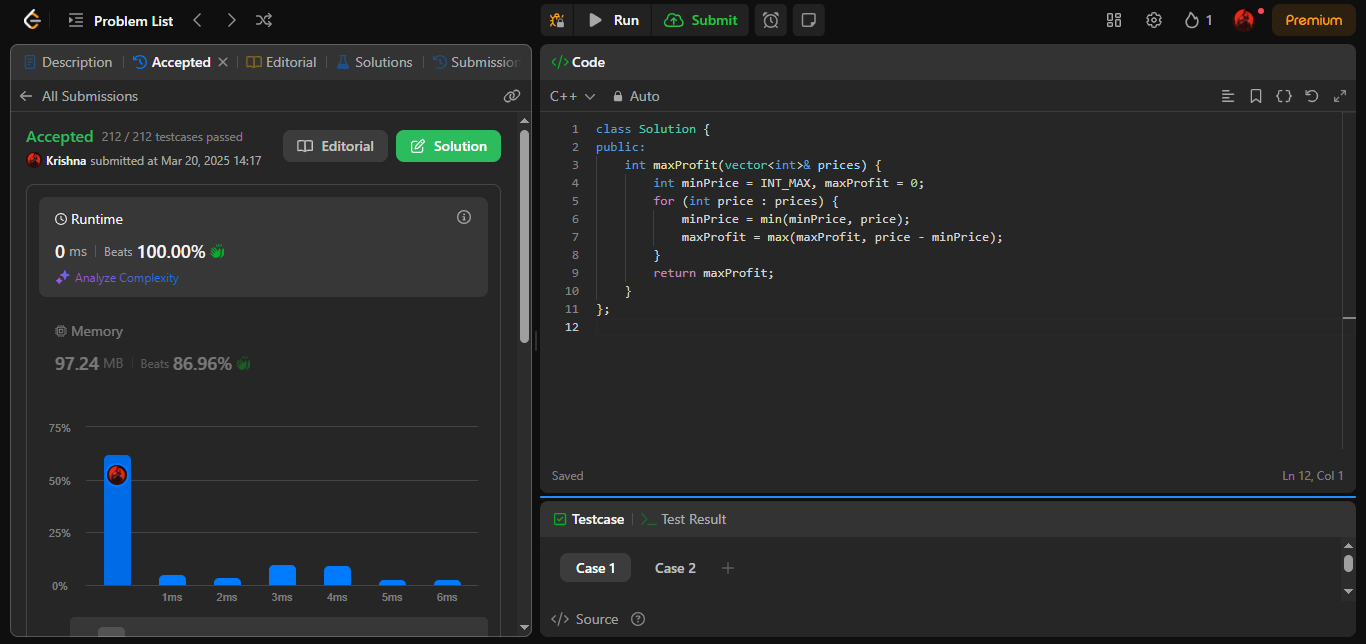 Problem List
Run
Submit
1
Premium
Description
Accepted
Editorial
Solutions
All Submissions
Accepted 212 / 212 testcases passed
Krishna submitted at Mar 20, 2025 14:17
Editorial
Solution
Runtime
0 ms Beats 100.00%
Analyze Complexity
Memory
97.24 MB Beats 86.96%
75%
50%
25%
0%
1ms 2ms 3ms 4ms 5ms 6ms
</> Code
C++ Auto
1 class Solution {
2 public:
3 int maxProfit(vector<int>& prices) {
4 int minPrice = INT_MAX, maxProfit = 0;
5 for (int price : prices) {
6 minPrice = min(minPrice, price);
7 maxProfit = max(maxProfit, price - minPrice);
8 }
9 return maxProfit;
10 }
11 };
12
Saved
Ln 12, Col 1
Testcase
>_ Test Result
Case 1 Case 2 +
</> Source